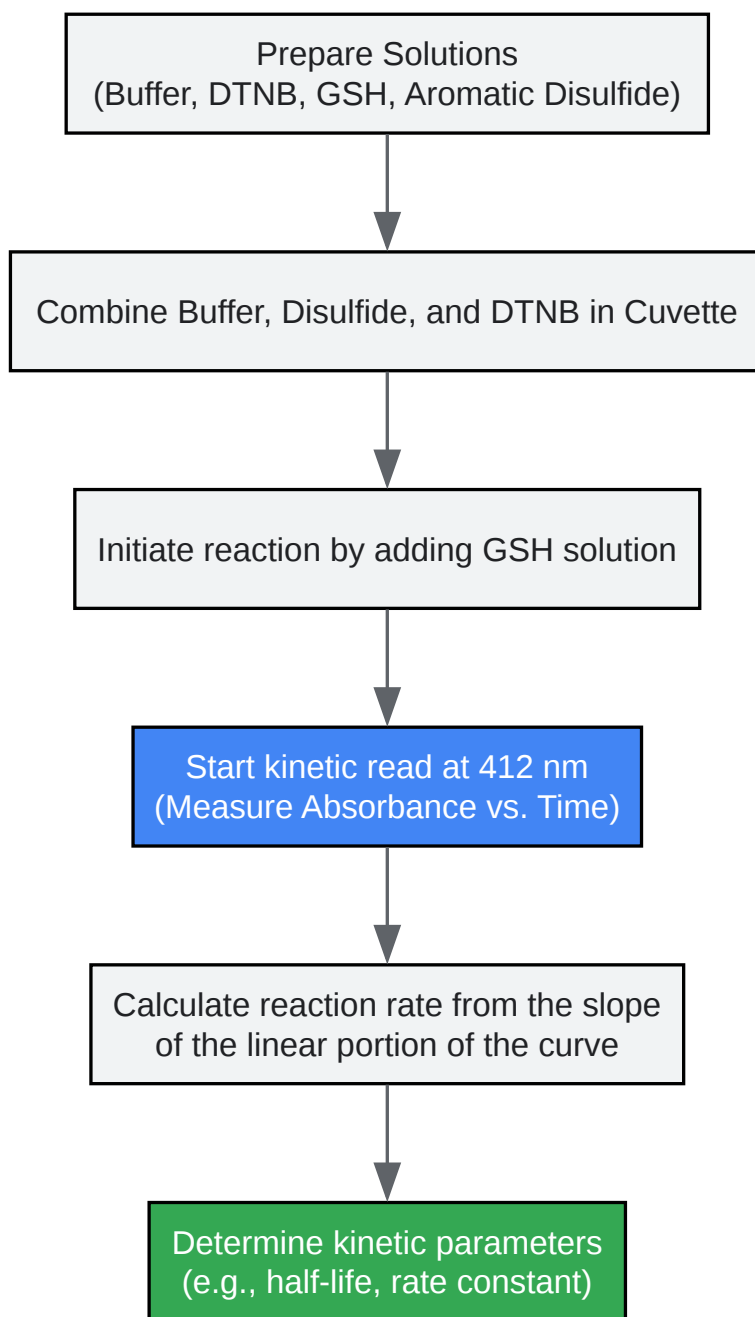 Prepare Solutions
(Buffer, DTNB, GSH, Aromatic Disulfide)
Combine Buffer, Disulfide, and DTNB in Cuvette
Initiate reaction by adding GSH solution
Start kinetic read at 412 nm
(Measure Absorbance vs. Time)
Calculate reaction rate from the slope
of the linear portion of the curve
Determine kinetic parameters
(e.g., half-life, rate constant)